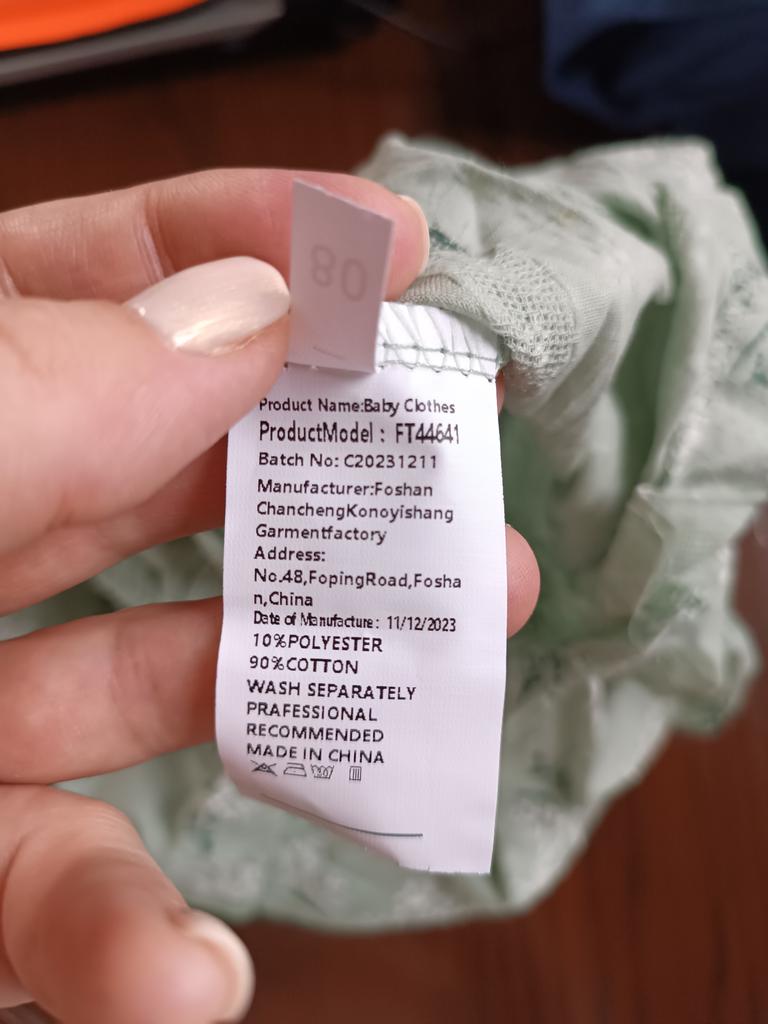 80
Product Name:Baby Clothes
ProductModel : FT44641
Batch No: C20231211
Manufacturer:Foshan
ChanchengKonoyishang
Garmentfactory
Address:
No.48,FopingRoad,Fosha
n,China
Date of Manufacture: 11/12/2023
10%POLYESTER
90%COTTON
WASH SEPARATELY
PRAFESSIONAL
RECOMMENDED
MADE IN CHINA